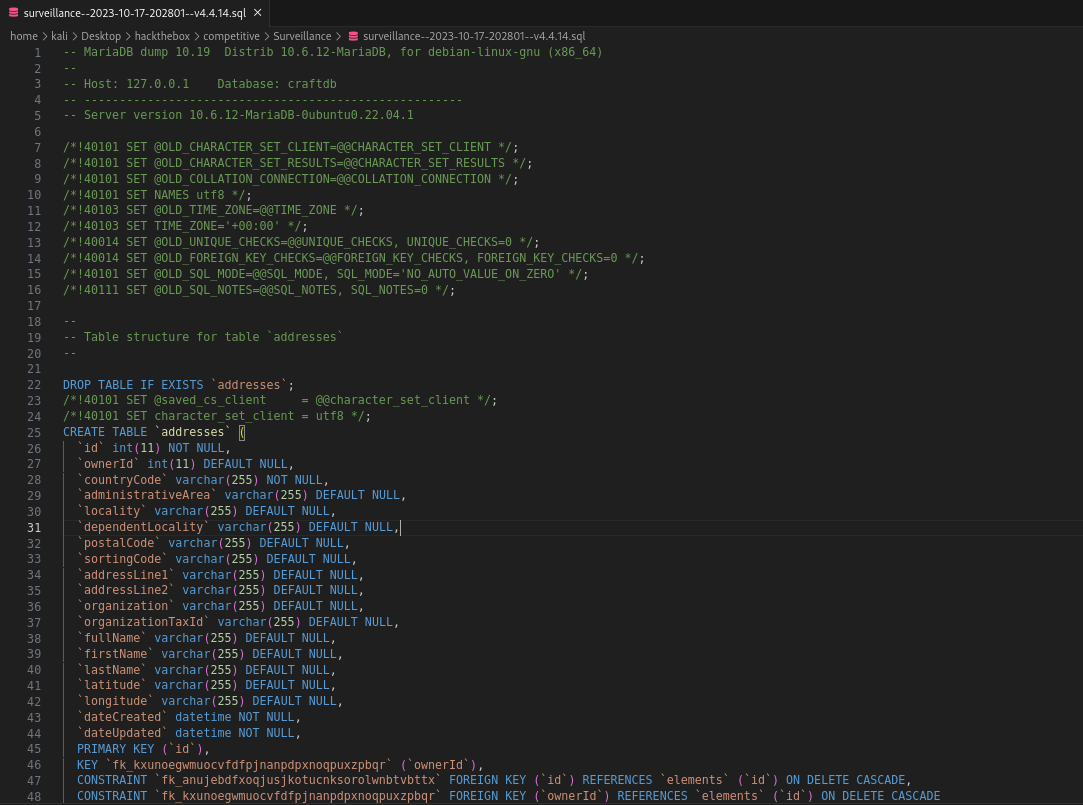 surveillance--2023-10-17-202801--v4.4.14.sql ×
home > kali > Desktop > hackthebox > competitive > Surveillance > surveillance--2023-10-17-202801--v4.4.14.sql
1 -- MariaDB dump 10.19  Distrib 10.6.12-MariaDB, for debian-linux-gnu (x86_64)
2 --
3 -- Host: 127.0.0.1    Database: craftdb
4 -- ------------------------------------------------------
5 -- Server version 10.6.12-MariaDB-0ubuntu0.22.04.1
6
7 /*!40101 SET @OLD_CHARACTER_SET_CLIENT=@@CHARACTER_SET_CLIENT */;
8 /*!40101 SET @OLD_CHARACTER_SET_RESULTS=@@CHARACTER_SET_RESULTS */;
9 /*!40101 SET @OLD_COLLATION_CONNECTION=@@COLLATION_CONNECTION */;
10 /*!40101 SET NAMES utf8 */;
11 /*!40103 SET @OLD_TIME_ZONE=@@TIME_ZONE */;
12 /*!40103 SET TIME_ZONE='+00:00' */;
13 /*!40014 SET @OLD_UNIQUE_CHECKS=@@UNIQUE_CHECKS, UNIQUE_CHECKS=0 */;
14 /*!40014 SET @OLD_FOREIGN_KEY_CHECKS=@@FOREIGN_KEY_CHECKS, FOREIGN_KEY_CHECKS=0 */;
15 /*!40101 SET @OLD_SQL_MODE=@@SQL_MODE, SQL_MODE='NO_AUTO_VALUE_ON_ZERO' */;
16 /*!40111 SET @OLD_SQL_NOTES=@@SQL_NOTES, SQL_NOTES=0 */;
17
18 --
19 -- Table structure for table `addresses`
20 --
21
22 DROP TABLE IF EXISTS `addresses`;
23 /*!40101 SET @saved_cs_client     = @@character_set_client */;
24 /*!40101 SET character_set_client = utf8 */;
25 CREATE TABLE `addresses` (
26   `id` int(11) NOT NULL,
27   `ownerId` int(11) DEFAULT NULL,
28   `countryCode` varchar(255) NOT NULL,
29   `administrativeArea` varchar(255) DEFAULT NULL,
30   `locality` varchar(255) DEFAULT NULL,
31   `dependentLocality` varchar(255) DEFAULT NULL,
32   `postalCode` varchar(255) DEFAULT NULL,
33   `sortingCode` varchar(255) DEFAULT NULL,
34   `addressLine1` varchar(255) DEFAULT NULL,
35   `addressLine2` varchar(255) DEFAULT NULL,
36   `organization` varchar(255) DEFAULT NULL,
37   `organizationTaxId` varchar(255) DEFAULT NULL,
38   `fullName` varchar(255) DEFAULT NULL,
39   `firstName` varchar(255) DEFAULT NULL,
40   `lastName` varchar(255) DEFAULT NULL,
41   `latitude` varchar(255) DEFAULT NULL,
42   `longitude` varchar(255) DEFAULT NULL,
43   `dateCreated` datetime NOT NULL,
44   `dateUpdated` datetime NOT NULL,
45   PRIMARY KEY (`id`),
46   KEY `fk_kxunoegwmuocvfdfpjnanpdpxnoqpuxzpbqr` (`ownerId`),
47   CONSTRAINT `fk_anujebdfxoqjusjkotucnksorolwnbtvbttx` FOREIGN KEY (`id`) REFERENCES `elements` (`id`) ON DELETE CASCADE,
48   CONSTRAINT `fk_kxunoegwmuocvfdfpjnanpdpxnoqpuxzpbqr` FOREIGN KEY (`ownerId`) REFERENCES `elements` (`id`) ON DELETE CASCADE